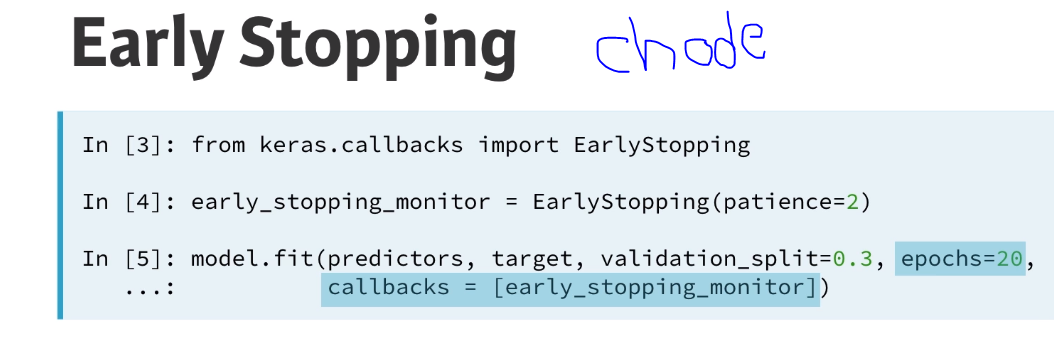 Early Stopping chode
In [3]: from keras.callbacks import EarlyStopping
In [4]: early_stopping_monitor = EarlyStopping(patience=2)
In [5]: model.fit(predictors, target, validation_split=0.3, epochs=20,
...: callbacks = [early_stopping_monitor])